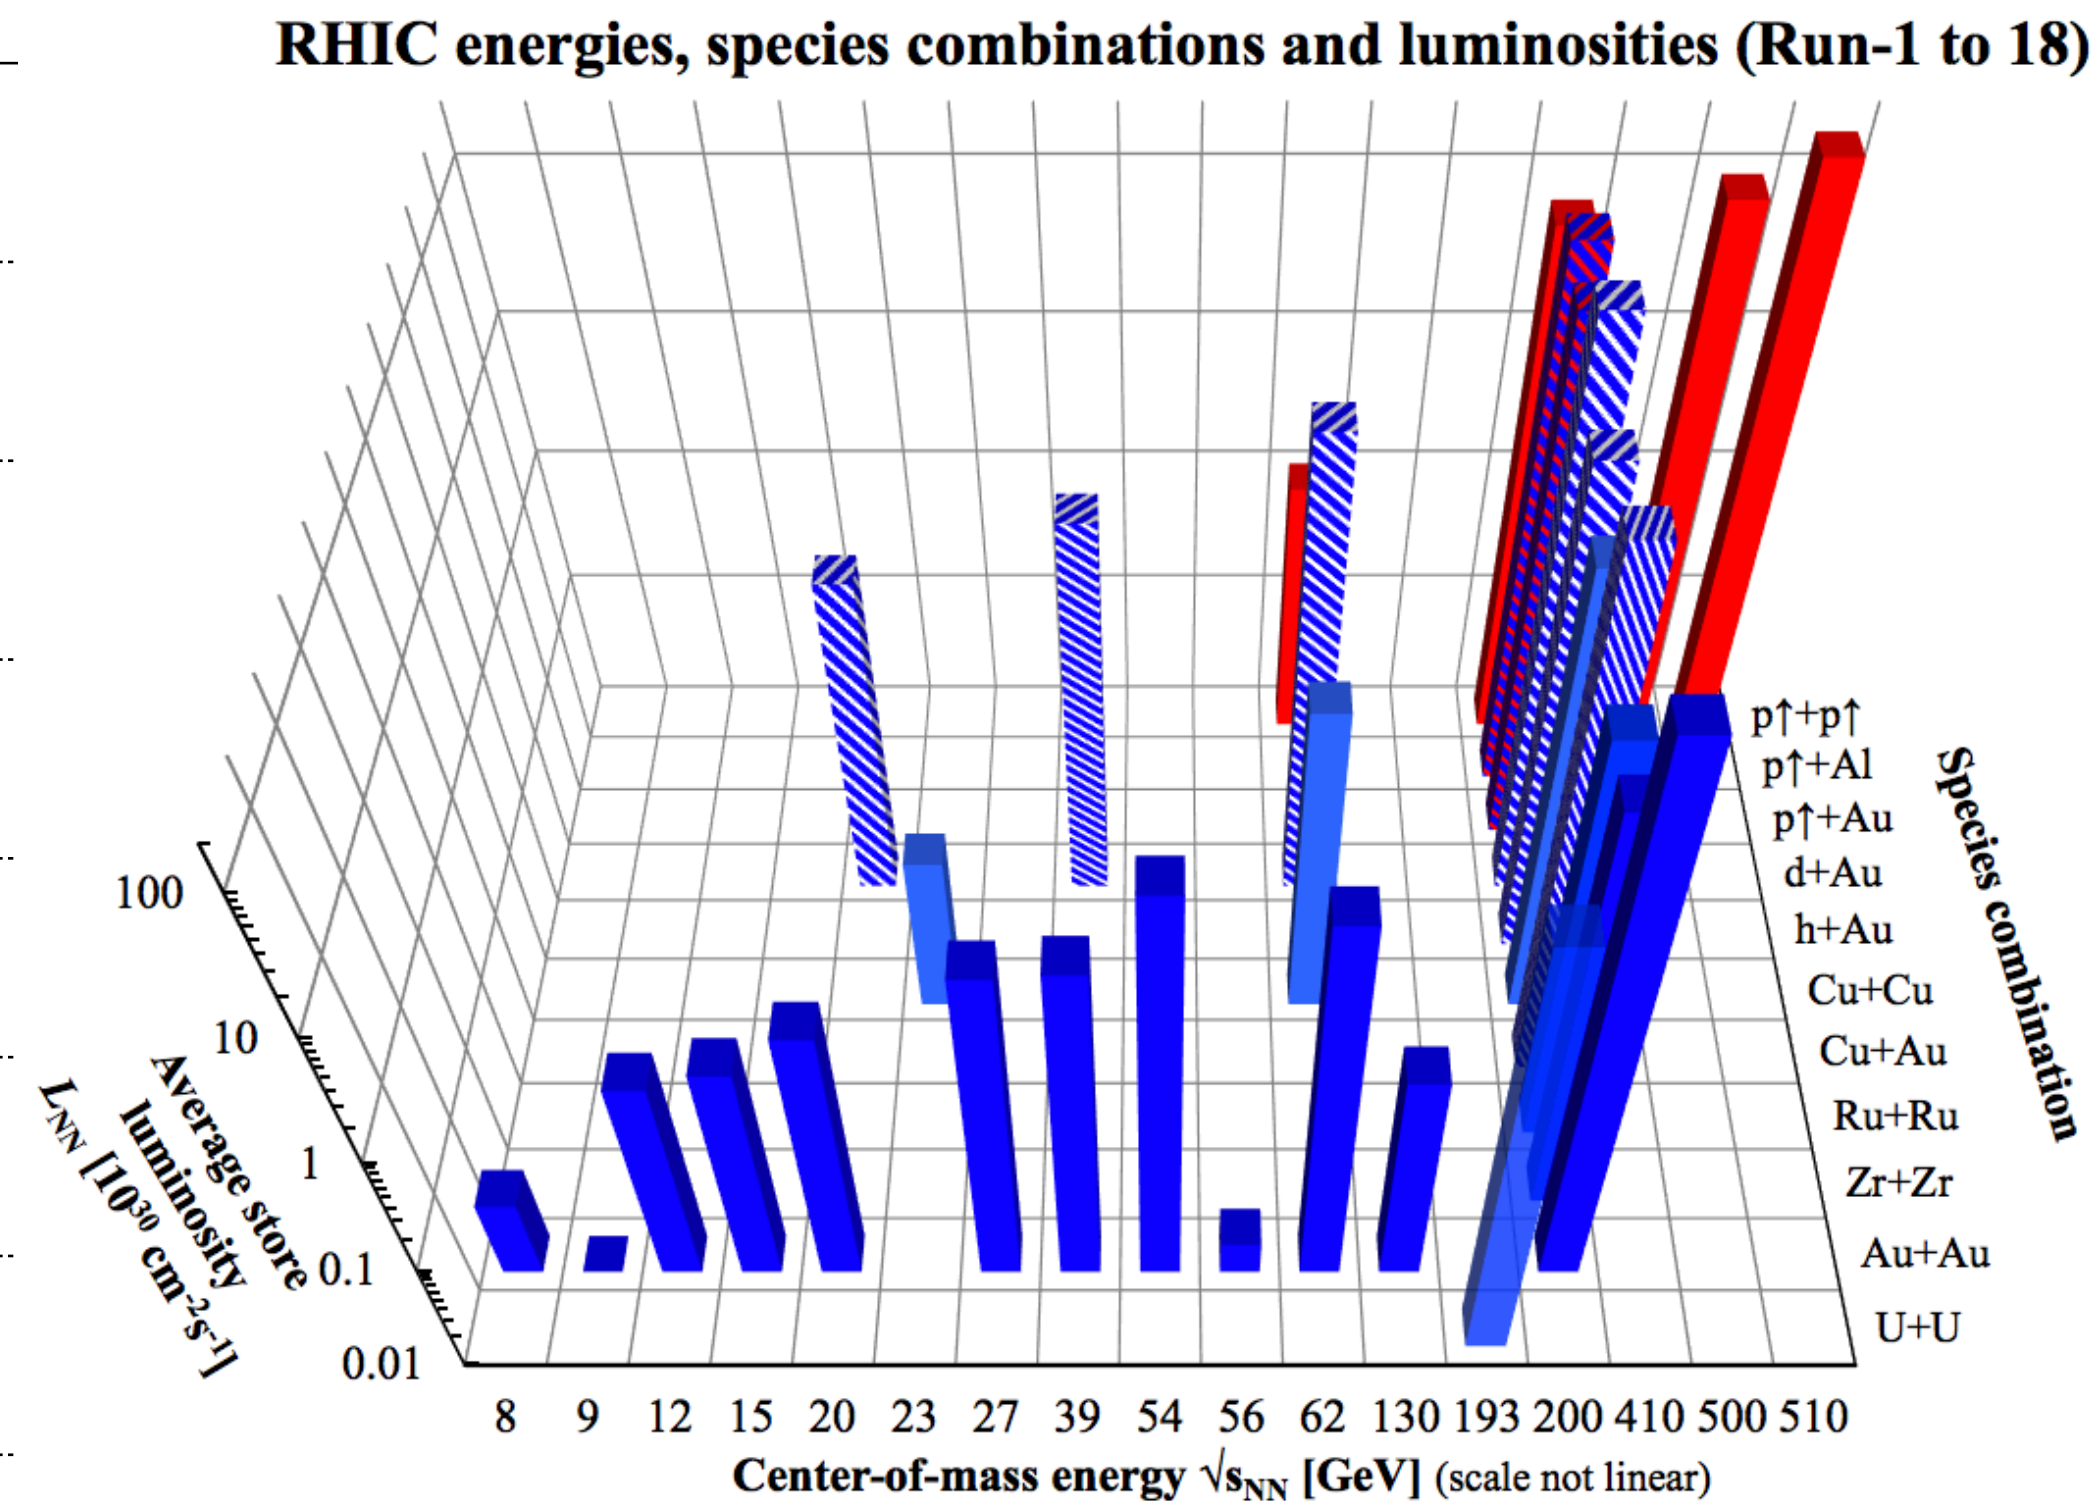 RHIC energies, species combinations and luminosities (Run-1 to 18)
100
10
1
0.1
0.01
Average store
luminosity
L_NN [10^30 cm^-2 s^-1]
p↑+p↑
p↑+Al
p↑+Au
d+Au
h+Au
Cu+Cu
Cu+Au
Ru+Ru
Zr+Zr
Au+Au
U+U
Species combination
8 9 12 15 20 23 27 39 54 56 62 130 193 200 410 500 510
Center-of-mass energy √s_NN [GeV] (scale not linear)